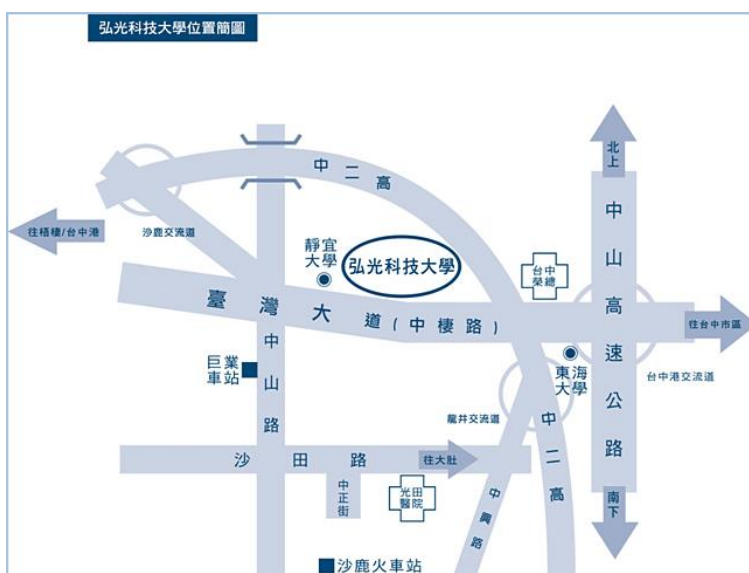 弘光科技大學位置簡圖
北上
中二高
中山高速公路
往梧棲/台中港
沙鹿交流道
靜宜
大學
弘光科技大學
台中
榮總
臺灣大道(中棲路)
往台中市區
中山路
巨業
車站
東海
大學
台中港交流道
龍井交流道
中二高
沙田路
往大肚
中正街
光田
醫院
中興路
南下
沙鹿火車站